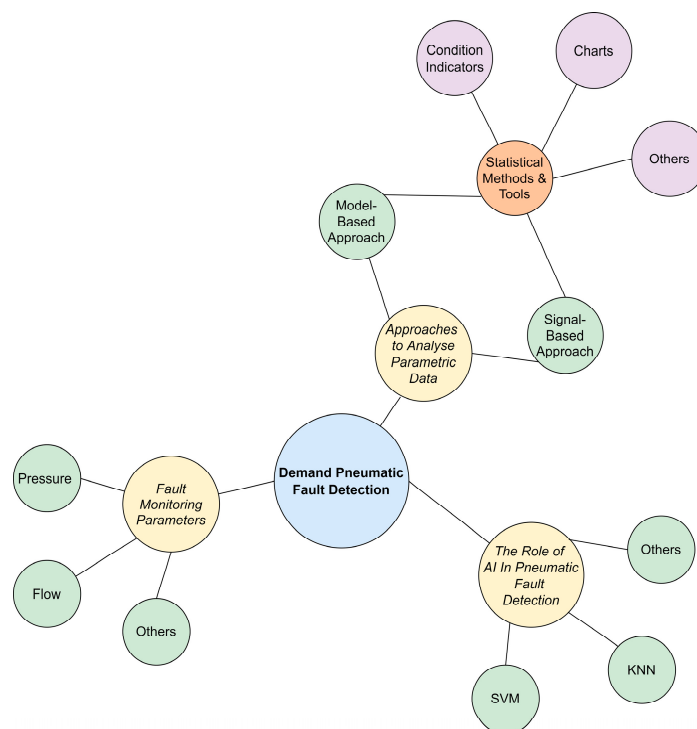 Condition
Indicators
Charts
Statistical
Methods &
Tools
Others
Model-
Based
Approach
Approaches
to Analyse
Parametric
Data
Signal-
Based
Approach
Demand Pneumatic
Fault Detection
Pressure
Fault
Monitoring
Parameters
Flow
Others
The Role of
AI In Pneumatic
Fault
Detection
Others
KNN
SVM